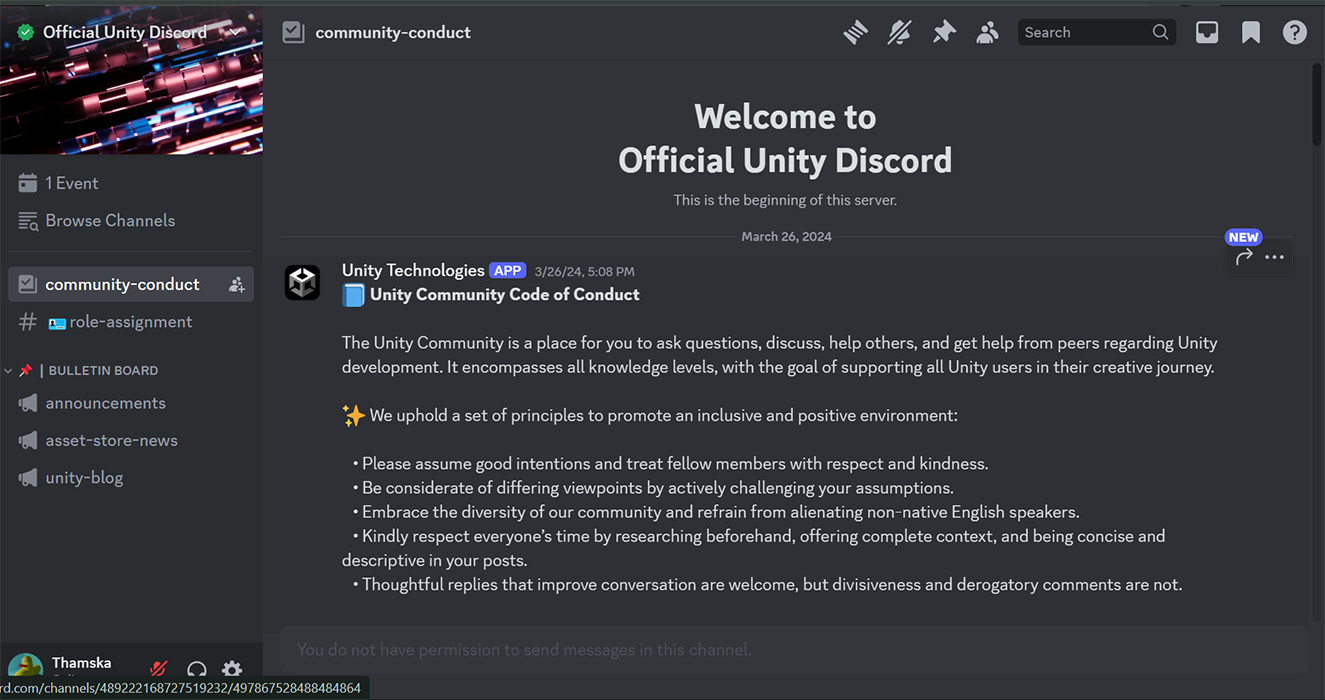 Official Unity Discord
community-conduct
Search
1 Event
Browse Channels
community-conduct
role-assignment
| BULLETIN BOARD
announcements
asset-store-news
unity-blog
Thamska
rd.com/channels/489222168727519232/497867528488484864
Welcome to
Official Unity Discord
This is the beginning of this server.
March 26, 2024
NEW
Unity Technologies APP 3/26/24, 5:08 PM
Unity Community Code of Conduct
The Unity Community is a place for you to ask questions, discuss, help others, and get help from peers regarding Unity
development. It encompasses all knowledge levels, with the goal of supporting all Unity users in their creative journey.
✨ We uphold a set of principles to promote an inclusive and positive environment:
• Please assume good intentions and treat fellow members with respect and kindness.
• Be considerate of differing viewpoints by actively challenging your assumptions.
• Embrace the diversity of our community and refrain from alienating non-native English speakers.
• Kindly respect everyone’s time by researching beforehand, offering complete context, and being concise and
descriptive in your posts.
• Thoughtful replies that improve conversation are welcome, but divisiveness and derogatory comments are not.
You do not have permission to send messages in this channel.